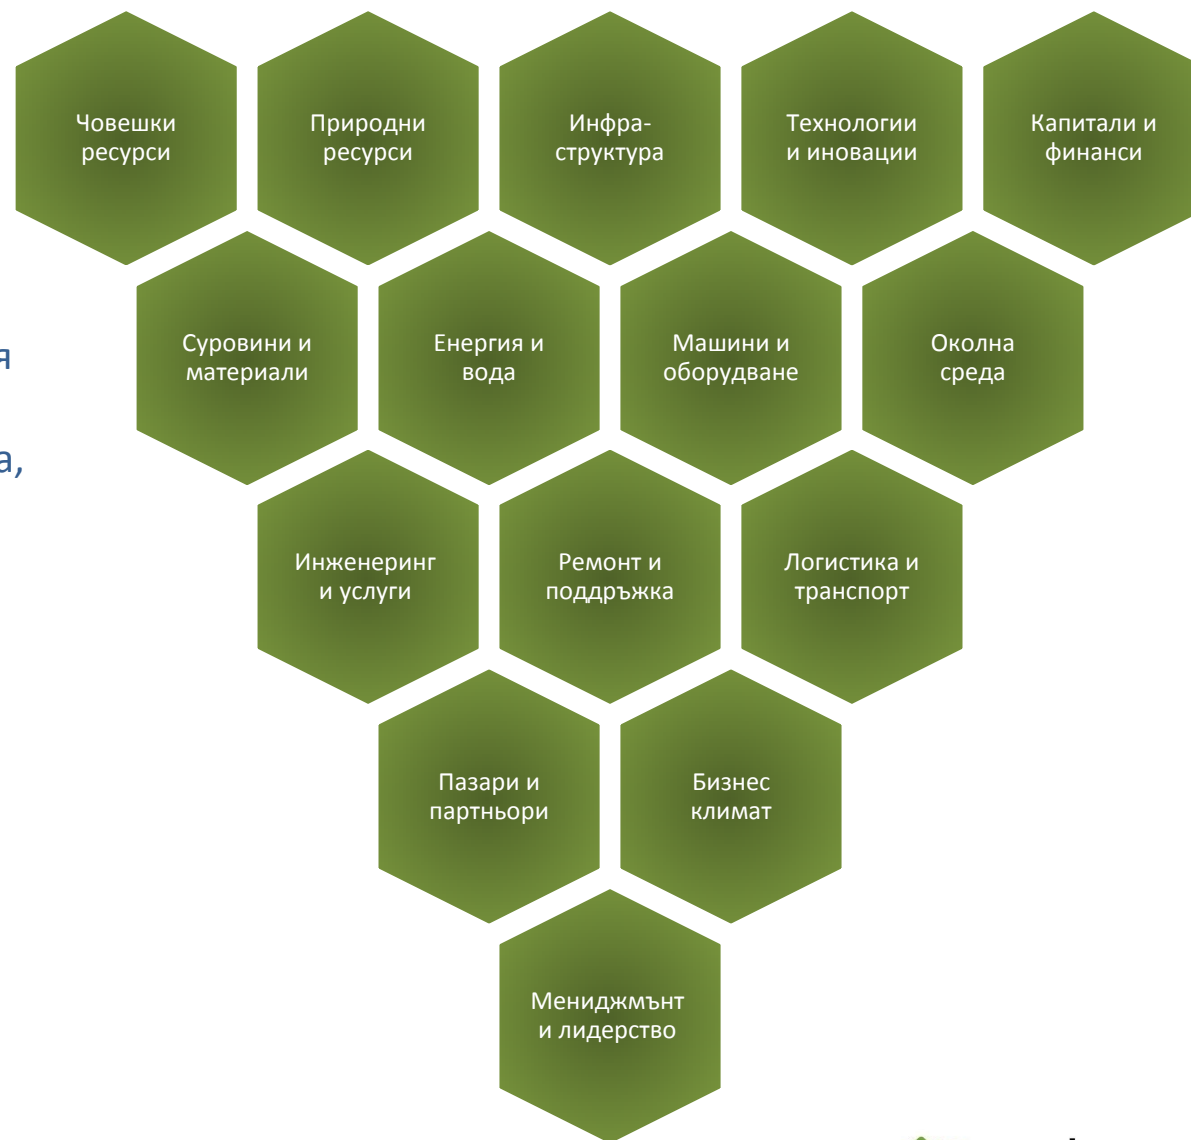 Човешки
ресурси
Природни
ресурси
Инфра-
структура
Технологии
и иновации
Капитали и
финанси
Суровини и
материали
Енергия и
вода
Машини и
оборудване
Околна
среда
я
а,
Инженеринг
и услуги
Ремонт и
поддръжка
Логистика и
транспорт
Пазари и
партньори
Бизнес
климат
Мениджмънт
и лидерство